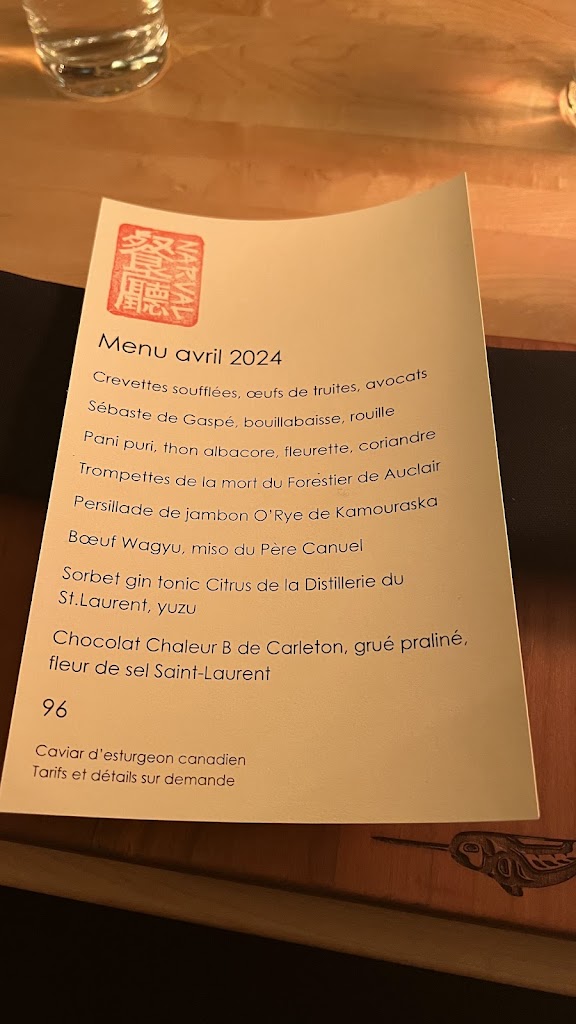 餐廳
NARVAL
Menu avril 2024
Crevettes soufflées, œufs de truites, avocats
Sébaste de Gaspé, bouillabaisse, rouille
Pani puri, thon albacore, fleurette, coriandre
Trompettes de la mort du Forestier de Auclair
Persillade de jambon O'Rye de Kamouraska
Bœuf Wagyu, miso du Père Canuel
Sorbet gin tonic Citrus de la Distillerie du
St.Laurent, yuzu
Chocolat Chaleur B de Carleton, grué praliné,
fleur de sel Saint-Laurent
96
Caviar d'esturgeon canadien
Tarifs et détails sur demande